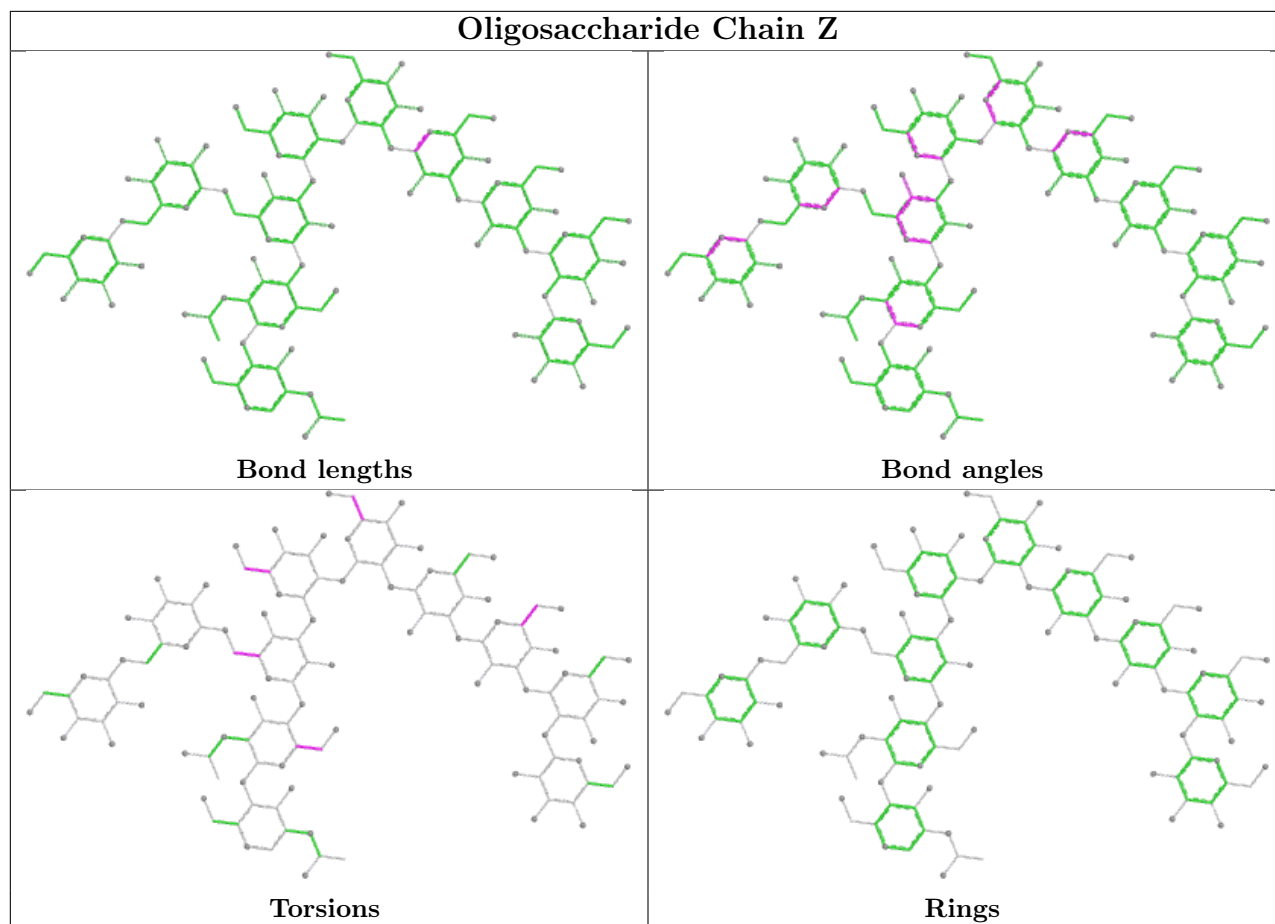 Oligosaccharide Chain Z
Bond lengths
Bond angles
Torsions
Rings